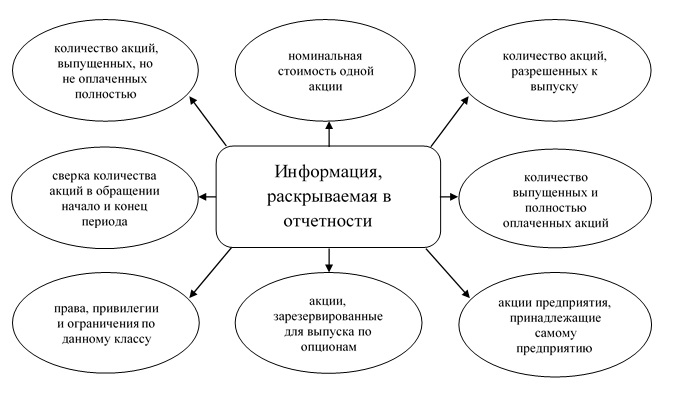 количество акций,
выпущенных, но
не оплаченных
полностью
номинальная
стоимость одной
акции
количество акций,
разрешенных к
выпуску
сверка количества
акций в обращении
начало и конец
периода
Информация,
раскрываемая в
отчетности
количество
выпущенных и
полностью
оплаченных акций
права, привилегии
и ограничения по
данному классу
акции,
зарезервированные
для выпуска по
опционам
акции предприятия,
принадлежащие
самому
предприятию